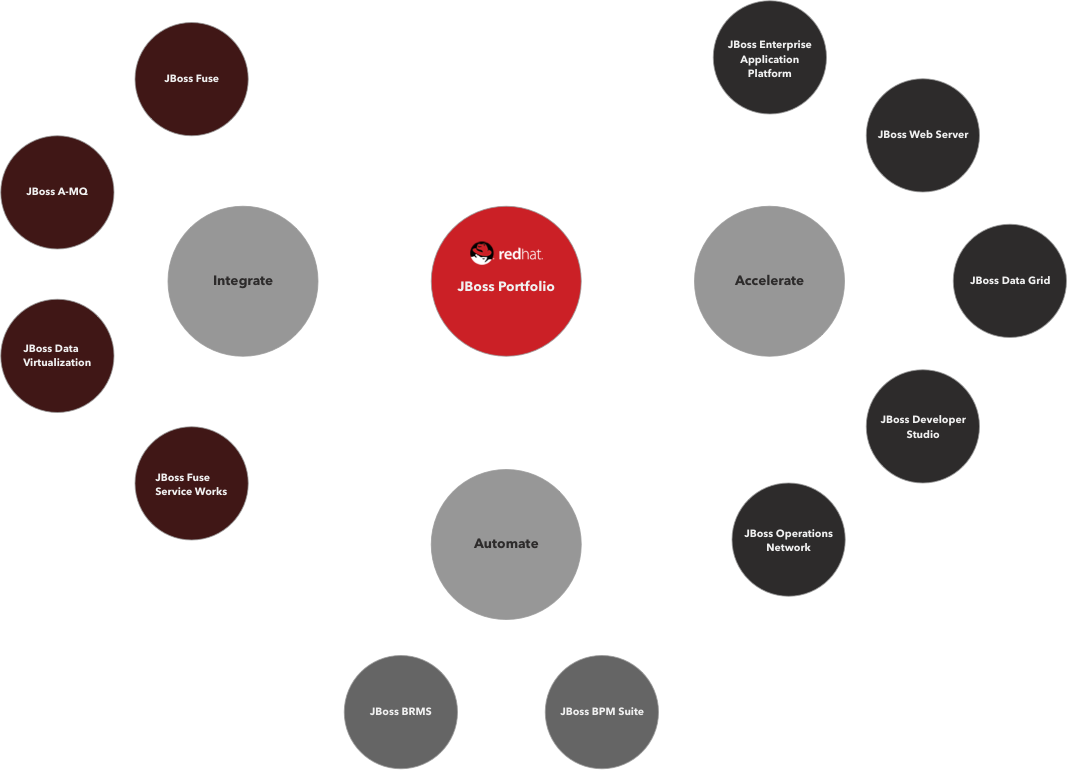 JBoss Enterprise
Application
Platform
JBoss Fuse
JBoss Web Server
JBoss A-MQ
redhat.
JBoss Portfolio
Integrate
Accelerate
JBoss Data Grid
JBoss Data
Virtualization
JBoss Developer
Studio
JBoss Fuse
Service Works
JBoss Operations
Network
Automate
JBoss BRMS
JBoss BPM Suite